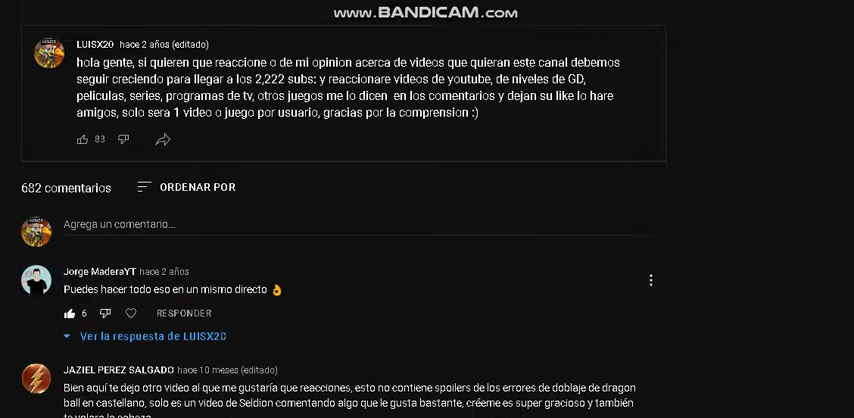 www.BANDICAM.com
LUISX20 hace 2 años (editado)
hola gente, si quieren que reaccione o de mi opinion acerca de videos que quieran este canal debemos
seguir creciendo para llegar a los 2,222 subs: y reaccionare videos de youtube, de niveles de GD,
peliculas, series, programas de tv, otros juegos me lo dicen en los comentarios y dejan su like lo hare
amigos, solo sera 1 video o juego por usuario, gracias por la comprension :)
83
682 comentarios ORDENAR POR
Agrega un comentario...
Jorge MaderaYT hace 2 años
Puedes hacer todo eso en un mismo directo 👌
6 RESPONDER
Ver la respuesta de LUISX20
JAZIEL PEREZ SALGADO hace 10 meses (editado)
Bien aquí te dejo otro video al que me gustaría que reacciones, esto no contiene spoilers de los errores de doblaje de dragon
ball en castellano, solo es un video de Seldion comentando algo que le gusta bastante, créeme es super gracioso y también
te volara la cabeza